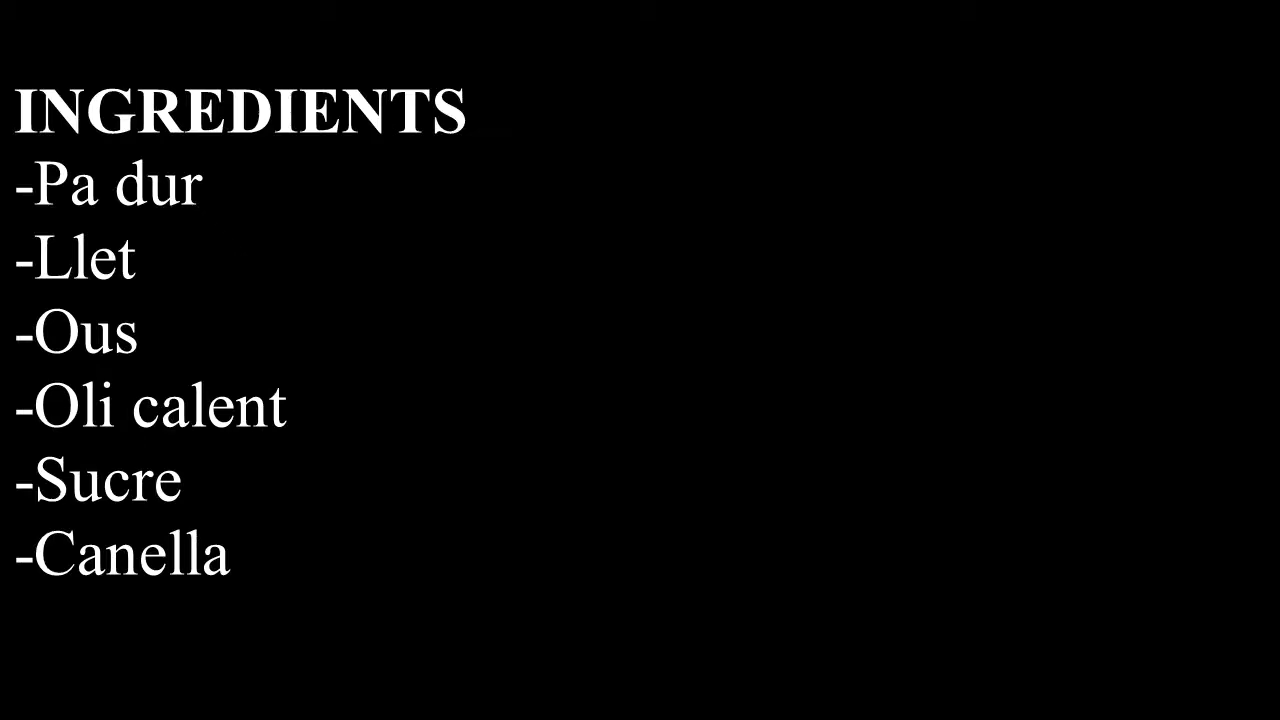 INGREDIENTS
-Pa dur
-Llet
-Ous
-Oli calent
-Sucre
-Canella